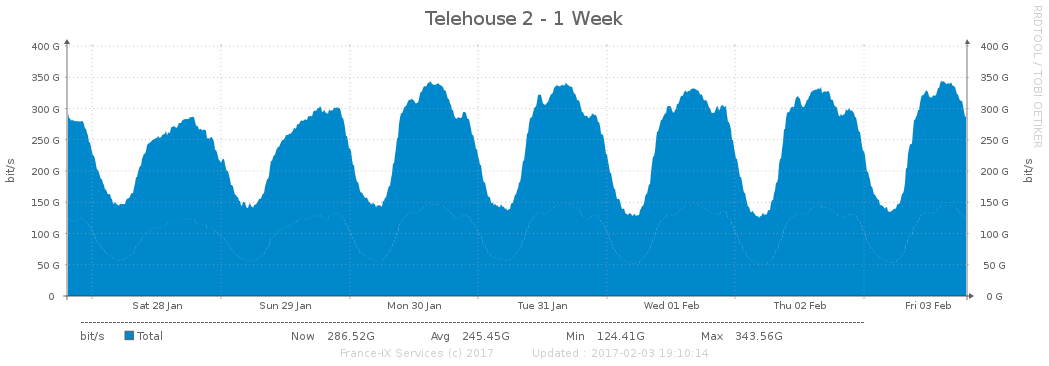 Telehouse 2 - 1 Week
RRDTOOL / TOBI OETIKER
bit/s
400 G 400 G
350 G 350 G
300 G 300 G
250 G 250 G
200 G 200 G
150 G 150 G
100 G 100 G
50 G 50 G
0 0 G
bit/s
Sat 28 Jan Sun 29 Jan Mon 30 Jan Tue 31 Jan Wed 01 Feb Thu 02 Feb Fri 03 Feb
bit/s Total Now 286.52G Avg 245.45G Min 124.41G Max 343.56G
France-IX Services (c) 2017 Updated : 2017-02-03 19:10:14